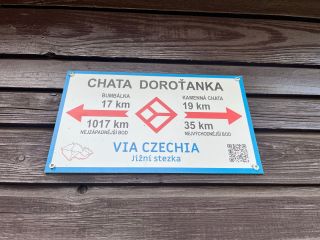 CHATA DOROŤANKA
BUMBÁLKA
17 km
1017 km
NEJZÁPADNĚJŠÍ BOD
KAMENNÁ CHATA
19 km
35 km
NEJVÝCHODNĚJŠÍ BOD
VIA CZECHIA
Jižní stezka